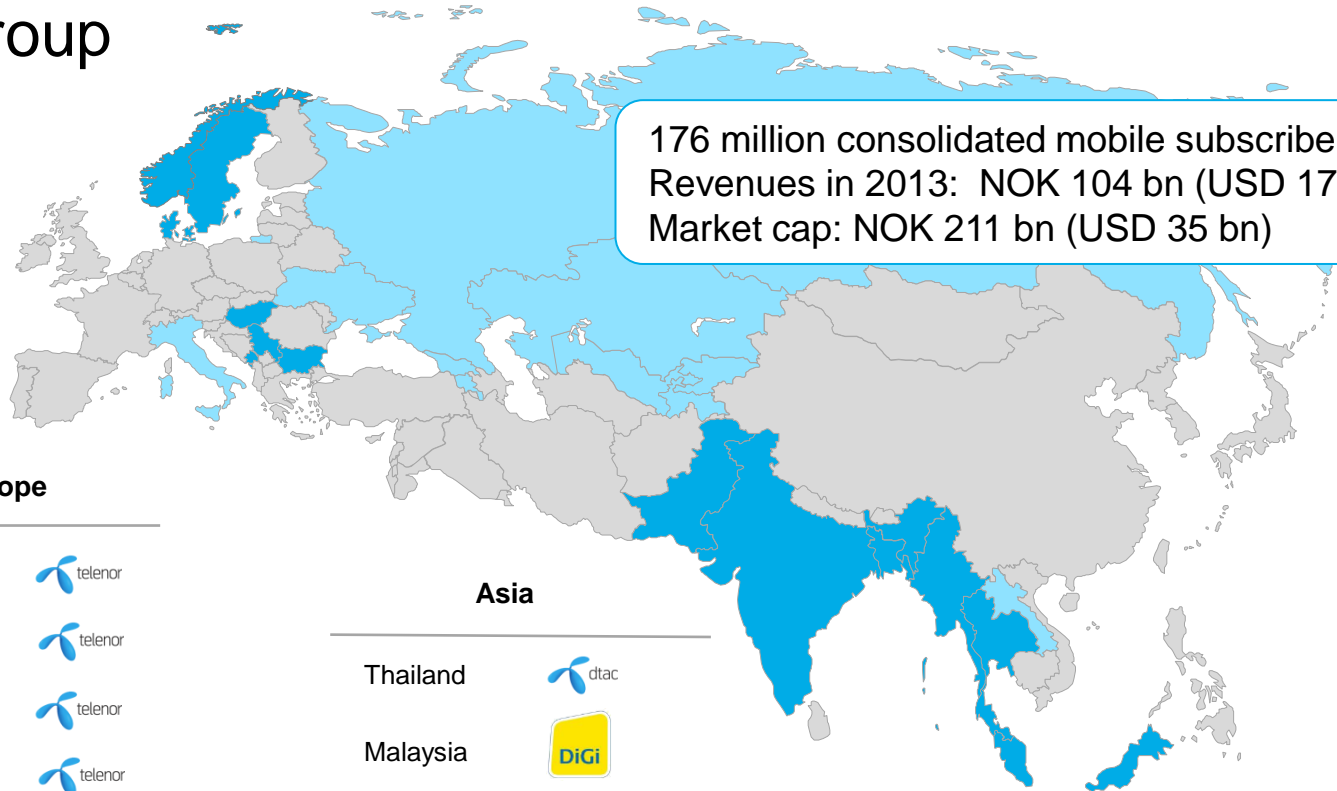 roup
176 million consolidated mobile subscribe
Revenues in 2013: NOK 104 bn (USD 17
Market cap: NOK 211 bn (USD 35 bn)
ope
telenor
telenor
telenor
telenor
Asia
Thailand dtac
Malaysia DiGi